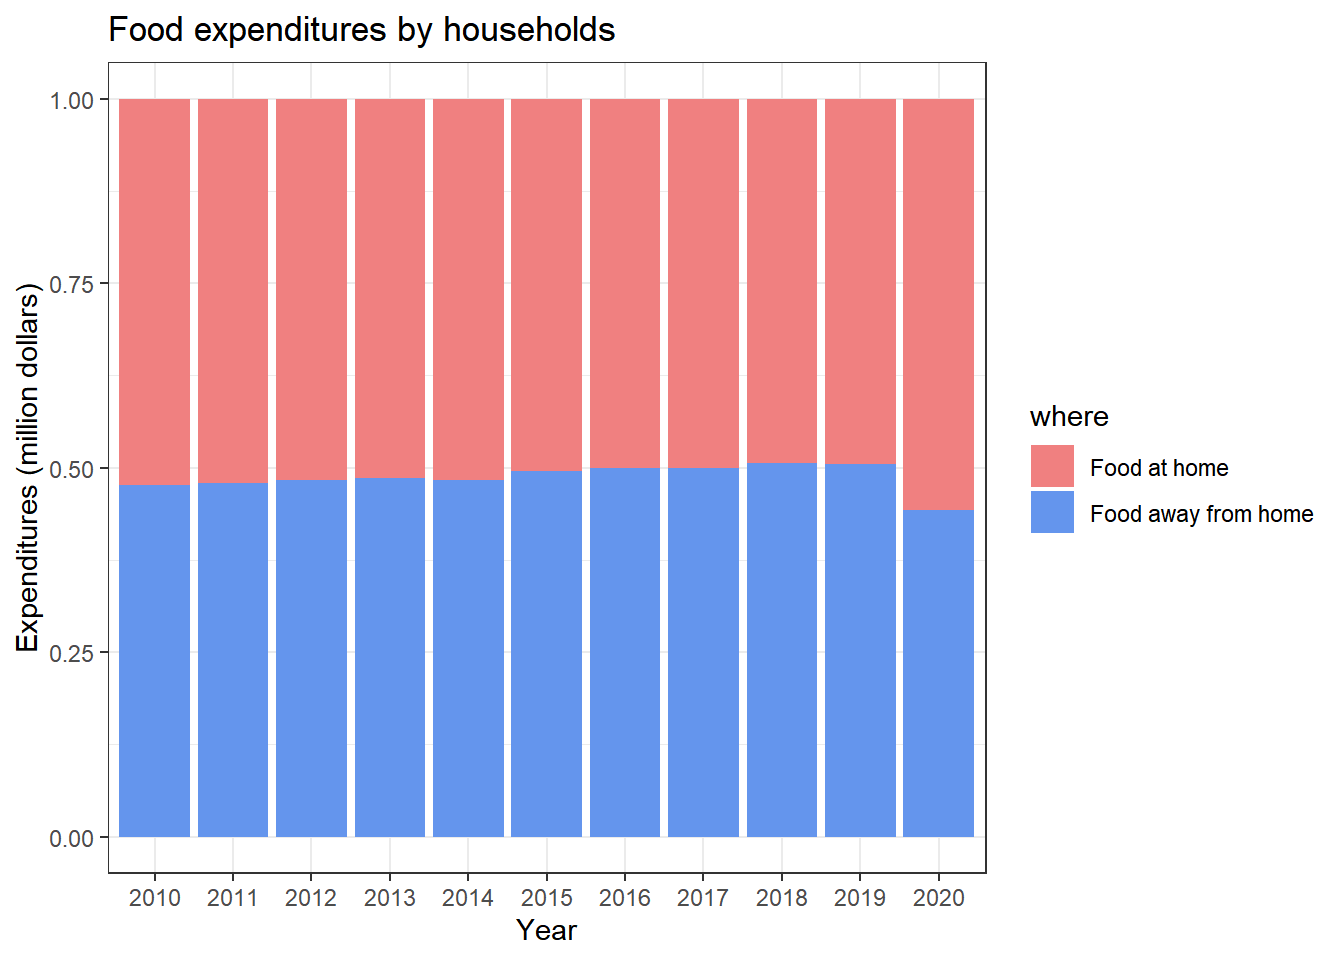 Food expenditures by households
Expenditures (million dollars)
1.00
0.75
0.50
0.25
0.00
2010 2011 2012 2013 2014 2015 2016 2017 2018 2019 2020
Year
where
Food at home
Food away from home